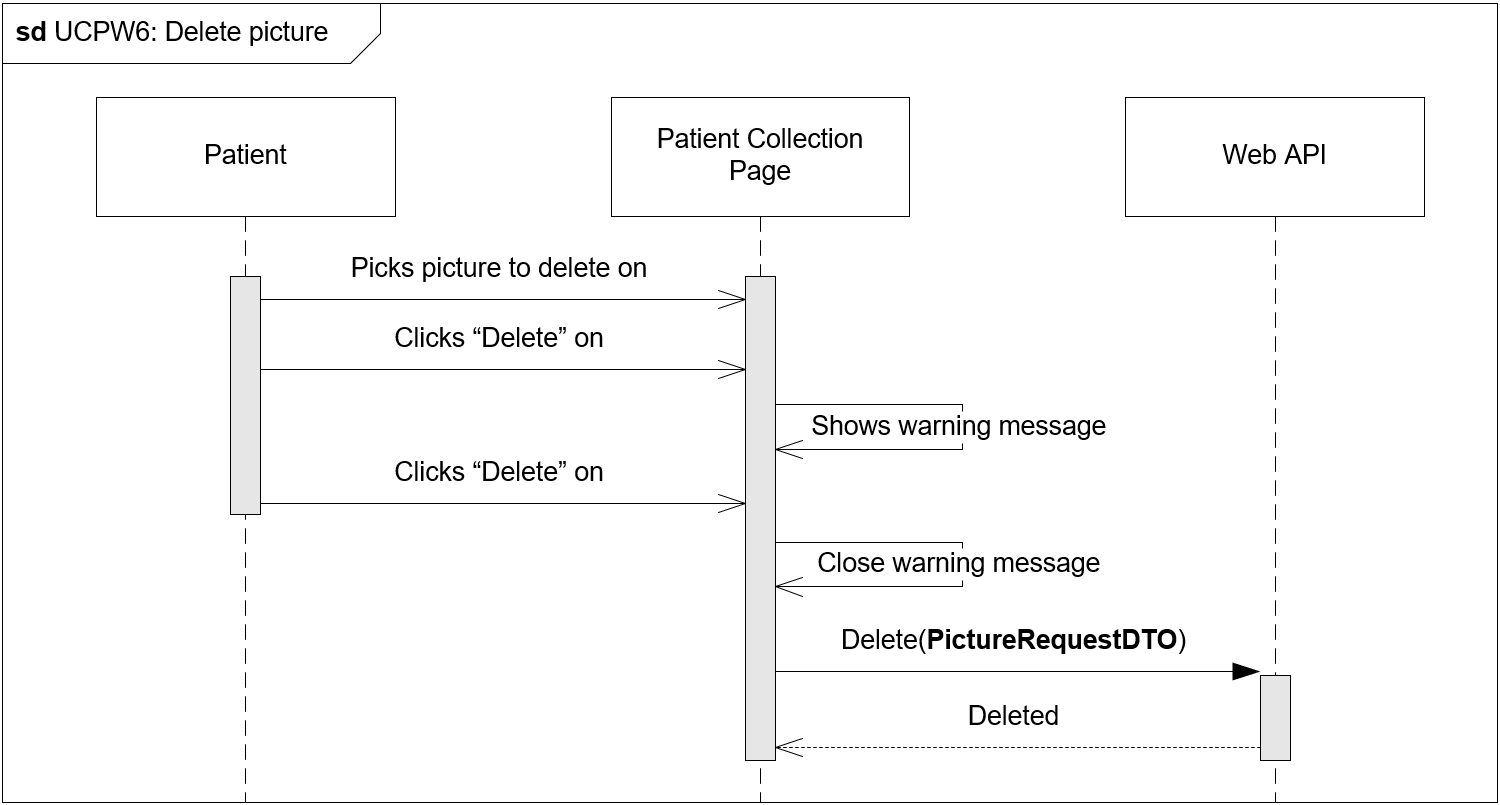 sd UCPW6: Delete picture
Patient
Patient Collection
Page
Web API
Picks picture to delete on
Clicks “Delete” on
Shows warning message
Clicks “Delete” on
Close warning message
Delete(PictureRequestDTO)
Deleted